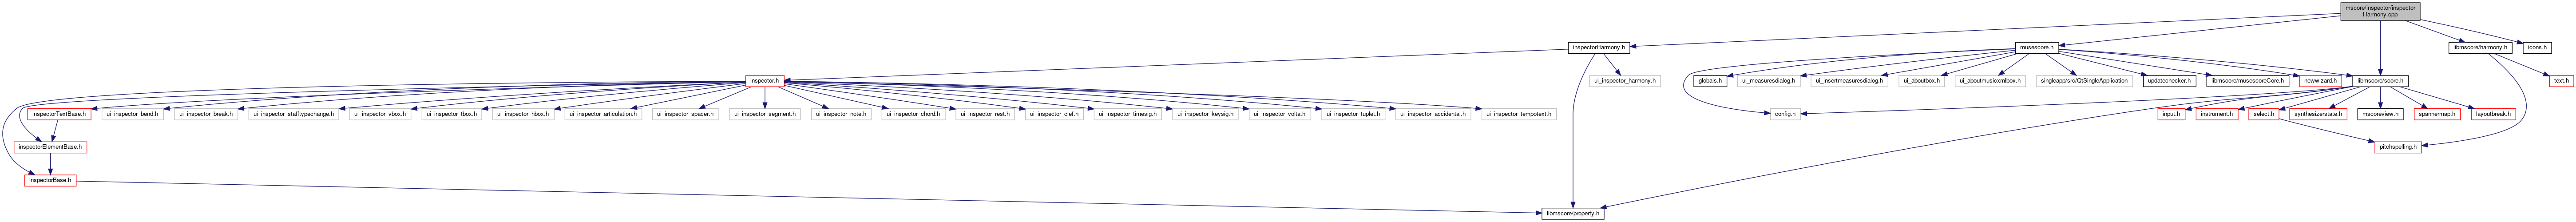 mscore/inspector/inspector
Harmony.cpp
inspectorHarmony.h
musescore.h
libmscore/harmony.h
icons.h
inspector.h
ui_inspector_harmony.h
globals.h
ui_measuresdialog.h
ui_insertmeasuresdialog.h
ui_aboutbox.h
ui_aboutmusicxmlbox.h
singleapp/src/QtSingleApplication
updatechecker.h
libmscore/musescoreCore.h
newwizard.h
libmscore/score.h
text.h
inspectorTextBase.h
ui_inspector_bend.h
ui_inspector_break.h
ui_inspector_stafftypechange.h
ui_inspector_vbox.h
ui_inspector_tbox.h
ui_inspector_hbox.h
ui_inspector_articulation.h
ui_inspector_spacer.h
ui_inspector_segment.h
ui_inspector_note.h
ui_inspector_chord.h
ui_inspector_rest.h
ui_inspector_clef.h
ui_inspector_timesig.h
ui_inspector_keysig.h
ui_inspector_volta.h
ui_inspector_tuplet.h
ui_inspector_accidental.h
ui_inspector_tempotext.h
config.h
input.h
instrument.h
select.h
synthesizerstate.h
mscoreview.h
spannermap.h
layoutbreak.h
inspectorElementBase.h
pitchspelling.h
inspectorBase.h
libmscore/property.h